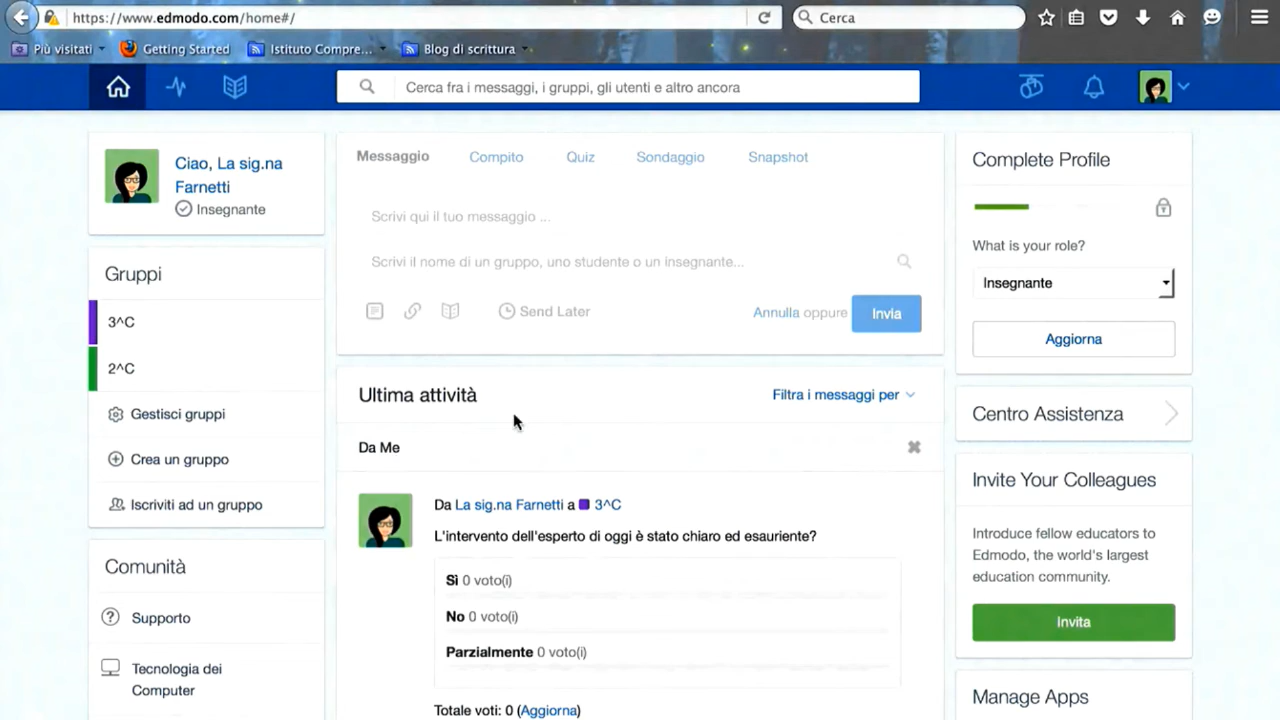 https://www.edmodo.com/home#/
Cerca
Più visitati
Getting Started
Istituto Compre...
Blog di scrittura
Cerca fra i messaggi, i gruppi, gli utenti e altro ancora
Ciao, La sig.na
Farnetti
Insegnante
Gruppi
3^C
2^C
Gestisci gruppi
Crea un gruppo
Iscriviti ad un gruppo
Comunità
Supporto
Tecnologia dei
Computer
Messaggio
Compito
Quiz
Sondaggio
Snapshot
Scrivi qui il tuo messaggio ...
Scrivi il nome di un gruppo, uno studente o un insegnante...
Send Later
Annulla oppure
Invia
Ultima attività
Filtra i messaggi per
Da Me
Da La sig.na Farnetti a 3^C
L'intervento dell'esperto di oggi è stato chiaro ed esauriente?
Sì 0 voto(i)
No 0 voto(i)
Parzialmente 0 voto(i)
Totale voti: 0 (Aggiorna)
Complete Profile
What is your role?
Insegnante
Aggiorna
Centro Assistenza
Invite Your Colleagues
Introduce fellow educators to
Edmodo, the world's largest
education community.
Invita
Manage Apps